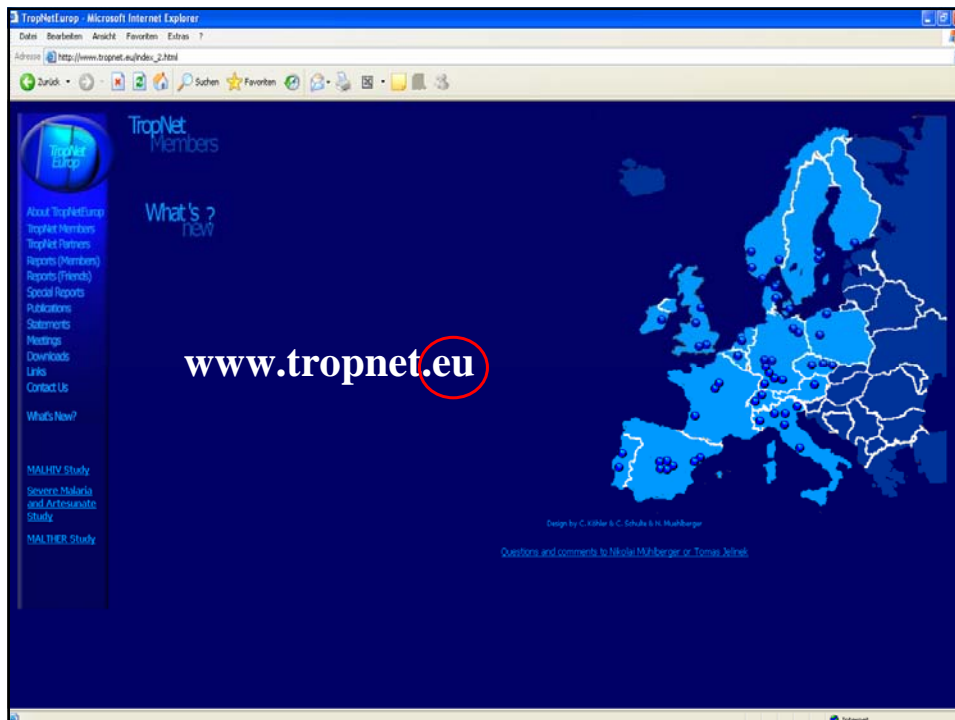 TropNetEurop - Microsoft Internet Explorer
Datei Bearbeiten Ansicht Favoriten Extras ?
Adresse http://www.tropnet.eu/index_2.html
Zurück Suchen Favoriten
TropNet
Europ
TropNet
Members
What's ?
new
About TropNetEurop
TropNet Members
TropNet Partners
Reports (Members)
Reports (Friends)
Special Reports
Publications
Statements
Meetings
Downloads
Links
Contact Us
What's New?
MALHIV Study
Severe Malaria
and Artesunate
Study
MALTHER Study
www.tropnet.eu
Design by C. Köhler & C. Schulte & N. Muehlberger
Questions and comments to Nikolai Mühlberger or Tomas Jelinek
Internet